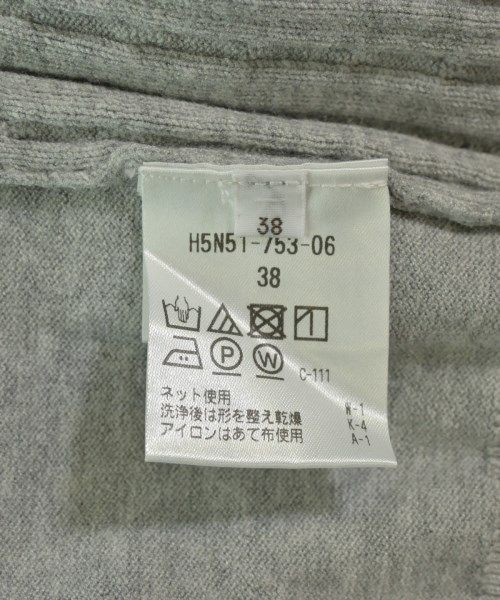 38
H5N51-753-06
38
P W C-111
ネット使用
洗浄後は形を整え乾燥
アイロンはあて布使用
N-1
K-4
A-1